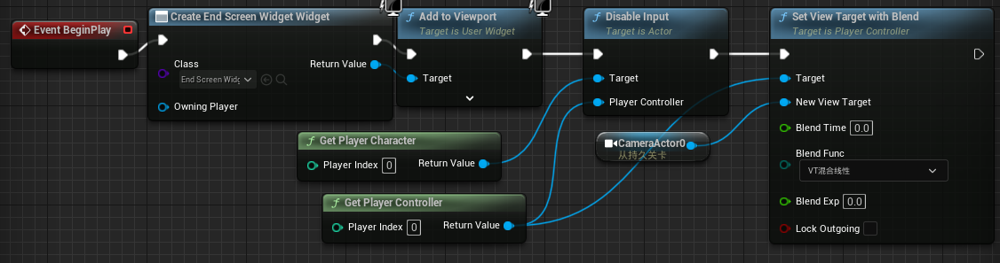 Event BeginPlay
Create End Screen Widget Widget
Class
End Screen Widg
Return Value
Owning Player
Add to Viewport
Target is User Widget
Target
Disable Input
Target is Actor
Target
Player Controller
Set View Target with Blend
Target is Player Controller
Target
New View Target
Blend Time 0.0
Blend Func
VT混合线性
Blend Exp 0.0
Lock Outgoing
CameraActor0
从持久关卡
f Get Player Character
Player Index 0
Return Value
f Get Player Controller
Player Index 0
Return Value